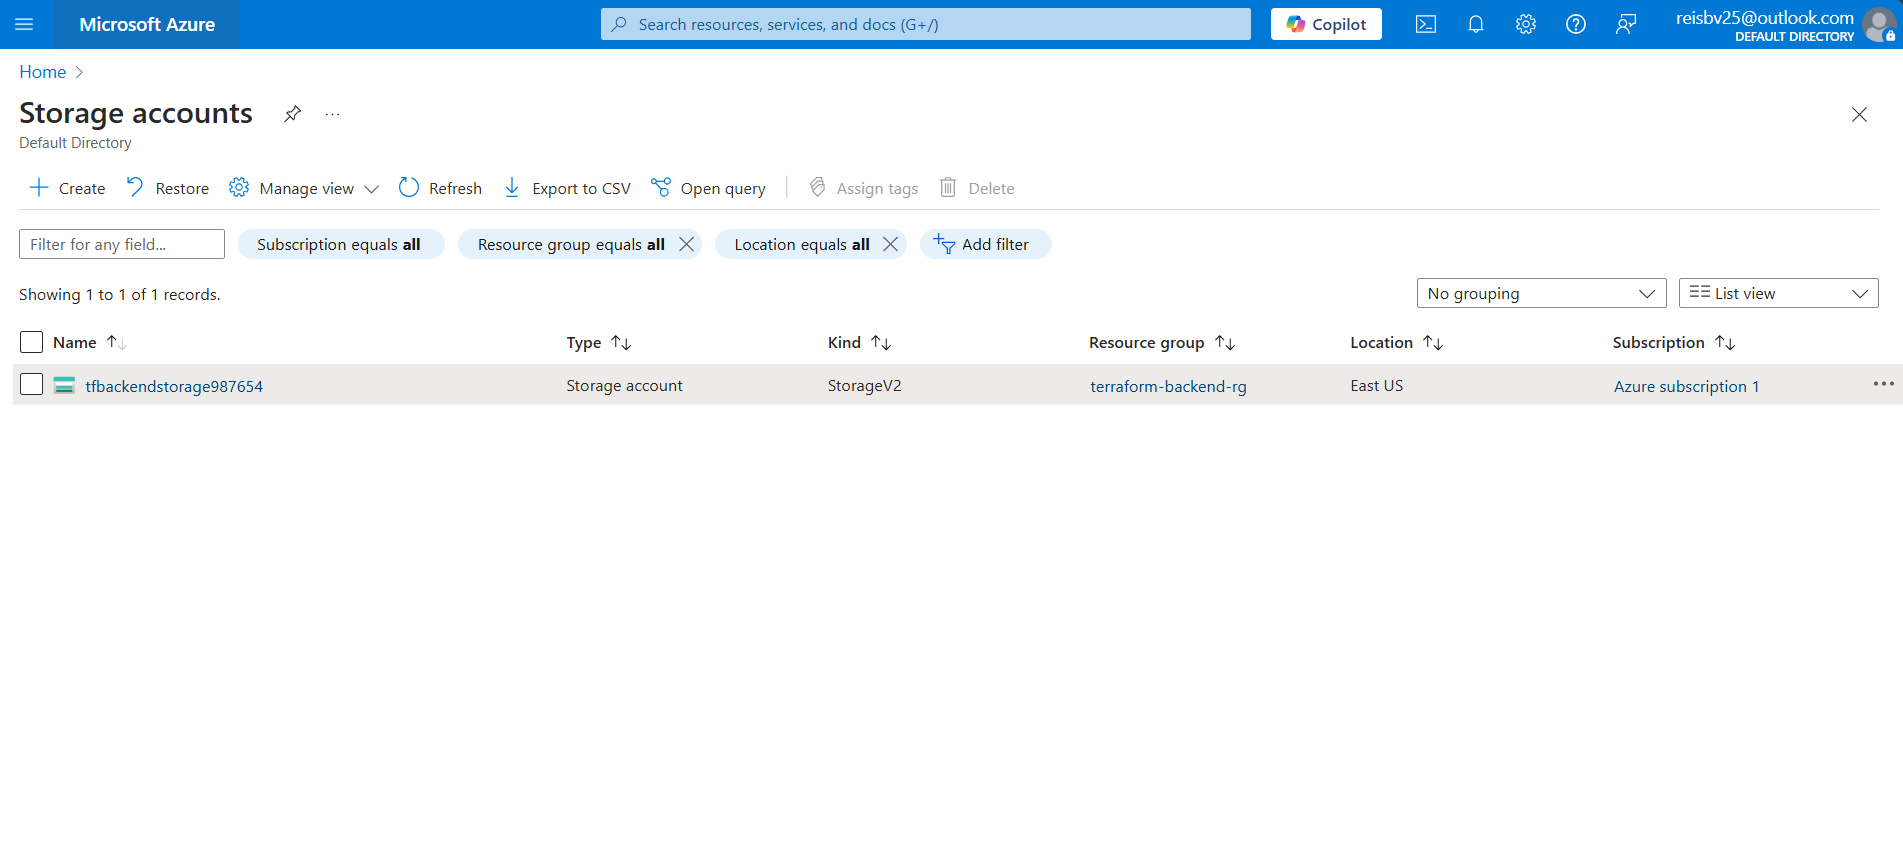 Microsoft Azure
Search resources, services, and docs (G+/)
Copilot
reisbv25@outlook.com
DEFAULT DIRECTORY
Home
Storage accounts
Default Directory
Create
Restore
Manage view
Refresh
Export to CSV
Open query
Assign tags
Delete
Filter for any field...
Subscription equals all
Resource group equals all
Location equals all
Add filter
Showing 1 to 1 of 1 records.
No grouping
List view
Name
Type
Kind
Resource group
Location
Subscription
tfbackendstorage987654
Storage account
StorageV2
terraform-backend-rg
East US
Azure subscription 1